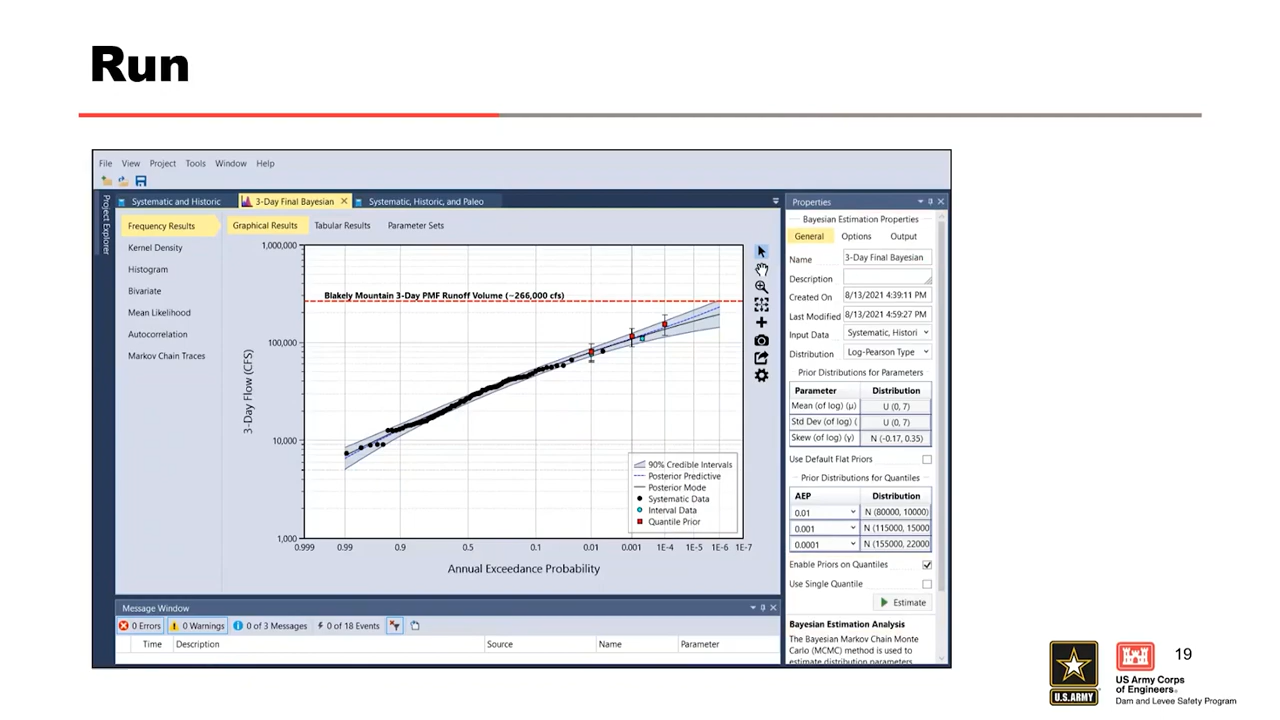 Run
File View Project Tools Window Help
Project Explorer
Systematic and Historic 3-Day Final Bayesian Systematic, Historic, and Paleo
Frequency Results
Kernel Density
Histogram
Bivariate
Mean Likelihood
Autocorrelation
Markov Chain Traces
Graphical Results Tabular Results Parameter Sets
1,000,000
100,000
10,000
1,000
3-Day Flow (CFS)
Blakely Mountain 3-Day PMF Runoff Volume (~266,000 cfs)
90% Credible Intervals
Posterior Predictive
Posterior Mode
Systematic Data
Interval Data
Quantile Prior
0.999 0.99 0.9 0.5 0.1 0.01 0.001 1E-4 1E-5 1E-6 1E-7
Annual Exceedance Probability
Properties
Bayesian Estimation Properties
General Options Output
Name 3-Day Final Bayesian
Description
Created On 8/13/2021 4:39:11 PM
Last Modified 8/13/2021 4:59:27 PM
Input Data Systematic, Histori
Distribution Log-Pearson Type
Prior Distributions for Parameters
Parameter Distribution
Mean (of log) (µ) U (0, 7)
Std Dev (of log) ( U (0, 7)
Skew (of log) (γ) N (-0.17, 0.35)
Use Default Flat Priors
Prior Distributions for Quantiles
AEP Distribution
0.01 N (80000, 10000)
0.001 N (115000, 15000
0.0001 N (155000, 22000
Enable Priors on Quantiles
Use Single Quantile
Estimate
Bayesian Estimation Analysis
The Bayesian Markov Chain Monte
Carlo (MCMC) method is used to
estimate distribution parameters
Message Window
0 Errors 0 Warnings 0 of 3 Messages 0 of 18 Events
Time Description Source Name Parameter
U.S.ARMY
US Army Corps
of Engineers®
Dam and Levee Safety Program
19